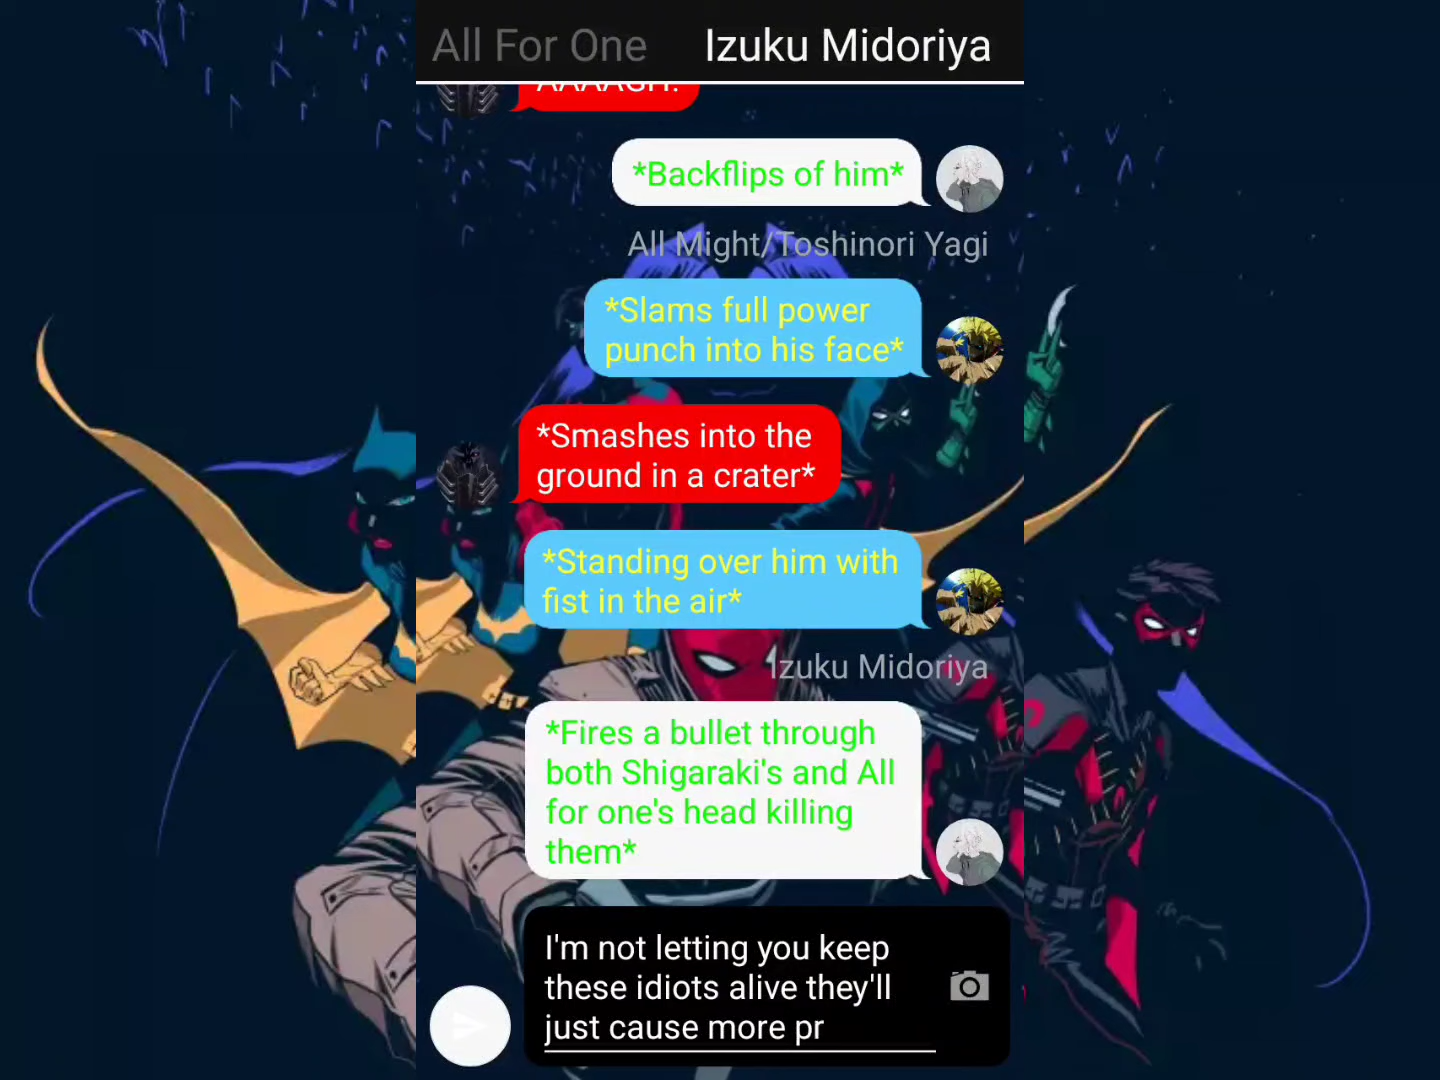 All For One Izuku Midoriya
AAAAGH!
*Backflips of him*
All Might/Toshinori Yagi
*Slams full power
punch into his face*
*Smashes into the
ground in a crater*
*Standing over him with
fist in the air*
Izuku Midoriya
*Fires a bullet through
both Shigaraki's and All
for one's head killing
them*
I'm not letting you keep
these idiots alive they'll
just cause more pr